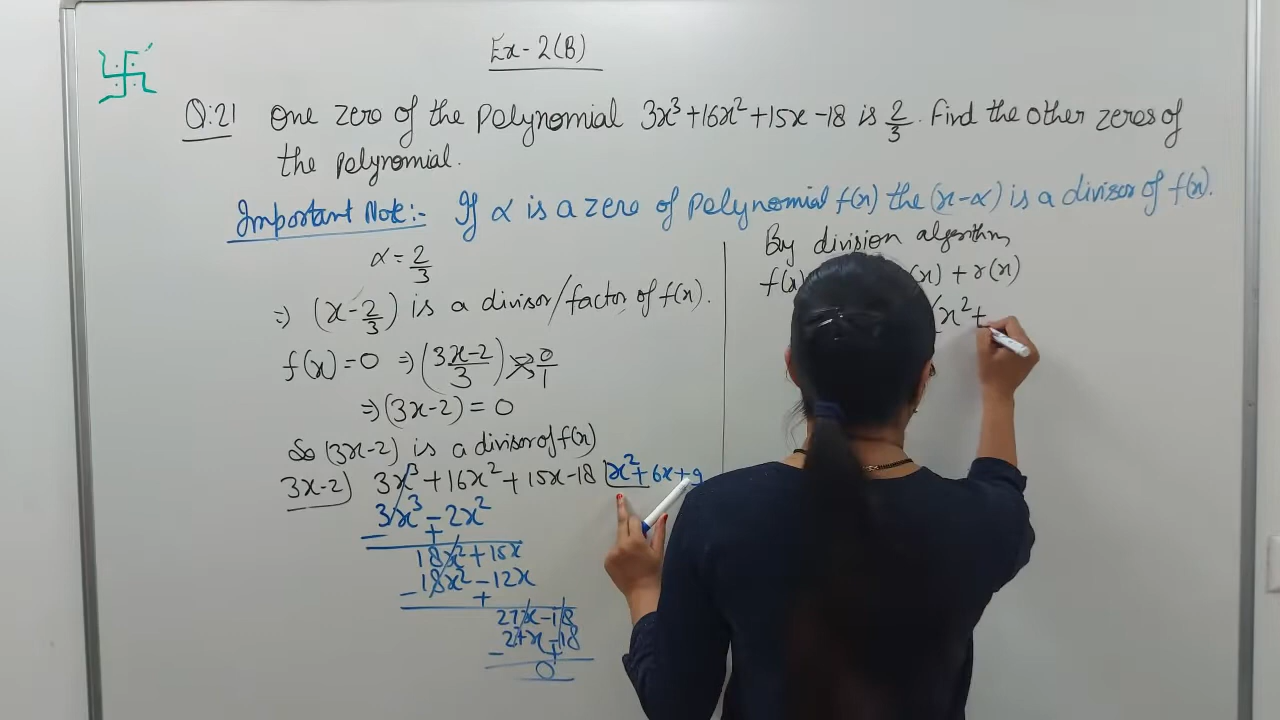 Ex-2(B)
Q:21 One zero of the polynomial 3x³+16x²+15x-18 is 2/3. Find the other zeros of
the polynomial.
Important Note:- If α is a zero of polynomial f(x) the (x-α) is a divisor of f(x).
α = 2/3
⇒ (x-2/3) is a divisor/factor of f(x).
f(x)=0 ⇒ (3x-2/3) 0/1
⇒ (3x-2) = 0
So (3x-2) is a divisor of f(x)
3x-2) 3x³+16x²+15x-18 (x²+6x+9
3x³-2x²
- +
18x²+15x
18x²-12x
- +
27x-18
27x-18
- +
0
By division algorithm
f(x) (x)+r(x)
(x²+